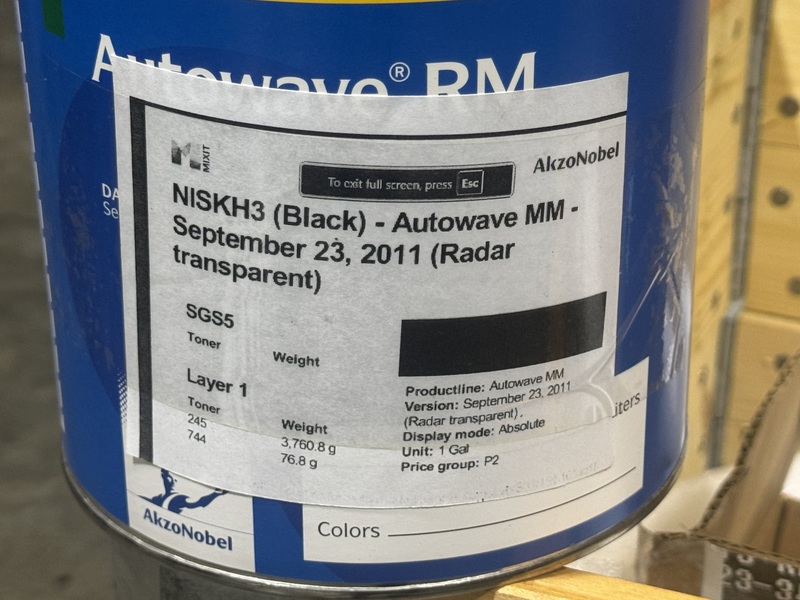 Autowave® RM
MIXIT
AkzoNobel
To exit full screen, press Esc
NISKH3 (Black) - Autowave MM -
September 23, 2011 (Radar
transparent)
SGS5
Toner Weight
Layer 1
Toner Weight
245 3,760.8 g
744 76.8 g
Productline: Autowave MM
Version: September 23, 2011
(Radar transparent).
Display mode: Absolute
Unit: 1 Gal
Price group: P2
AkzoNobel
Colors